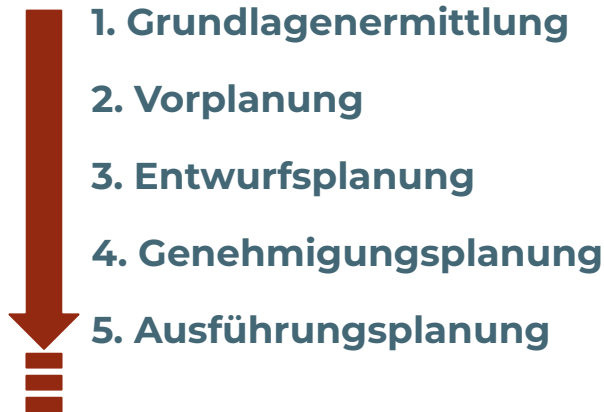 1. Grundlagenermittlung
2. Vorplanung
3. Entwurfsplanung
4. Genehmigungsplanung
5. Ausführungsplanung